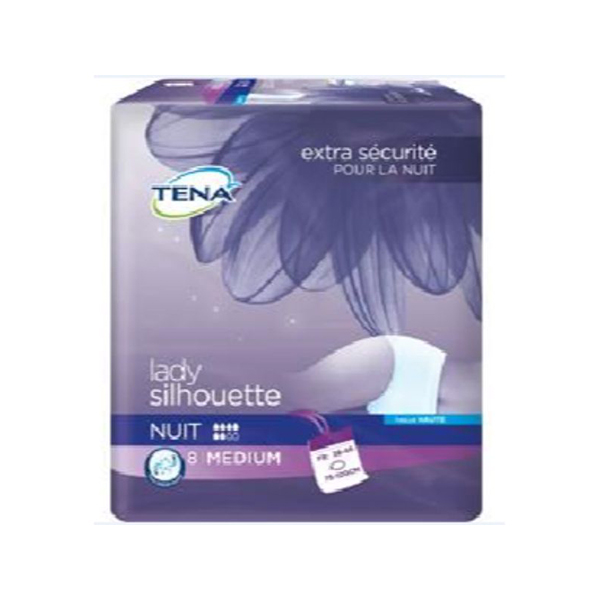 extra sécurité
POUR LA NUIT
TENA
lady
silhouette
NUIT
8 MEDIUM